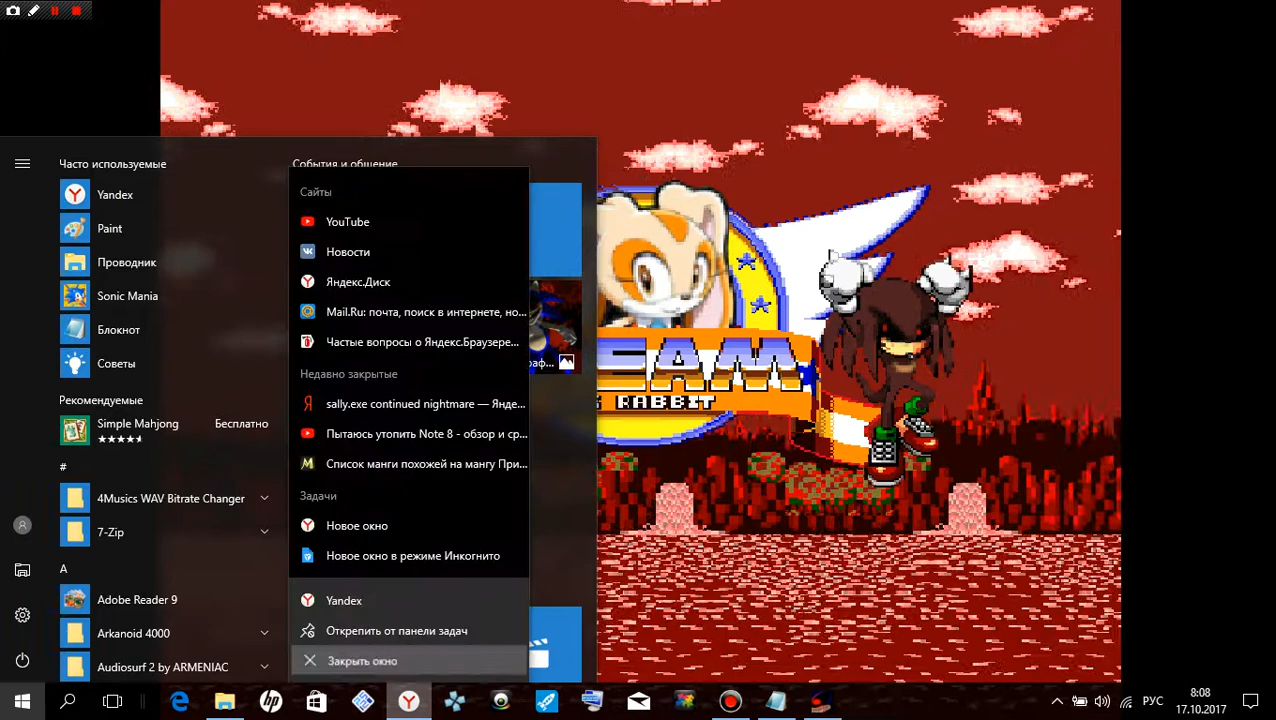 Часто используемые
Yandex
Paint
Проводник
Sonic Mania
Блокнот
Советы
Рекомендуемые
Simple Mahjong
Бесплатно
#
4Musics WAV Bitrate Changer
7-Zip
A
Adobe Reader 9
Arkanoid 4000
Audiosurf 2 by ARMENIAC
События и общение
Сайты
YouTube
Новости
Яндекс.Диск
Mail.Ru: почта, поиск в интернете, но...
Частые вопросы о Яндекс.Браузере...
Недавно закрытые
sally.exe continued nightmare — Янде...
Пытаюсь утопить Note 8 - обзор и ср...
Список манги похожей на мангу При...
Задачи
Новое окно
Новое окно в режиме Инкогнито
Yandex
Открепить от панели задач
Закрыть окно
EAM
RABBIT
РУС
8:08
17.10.2017